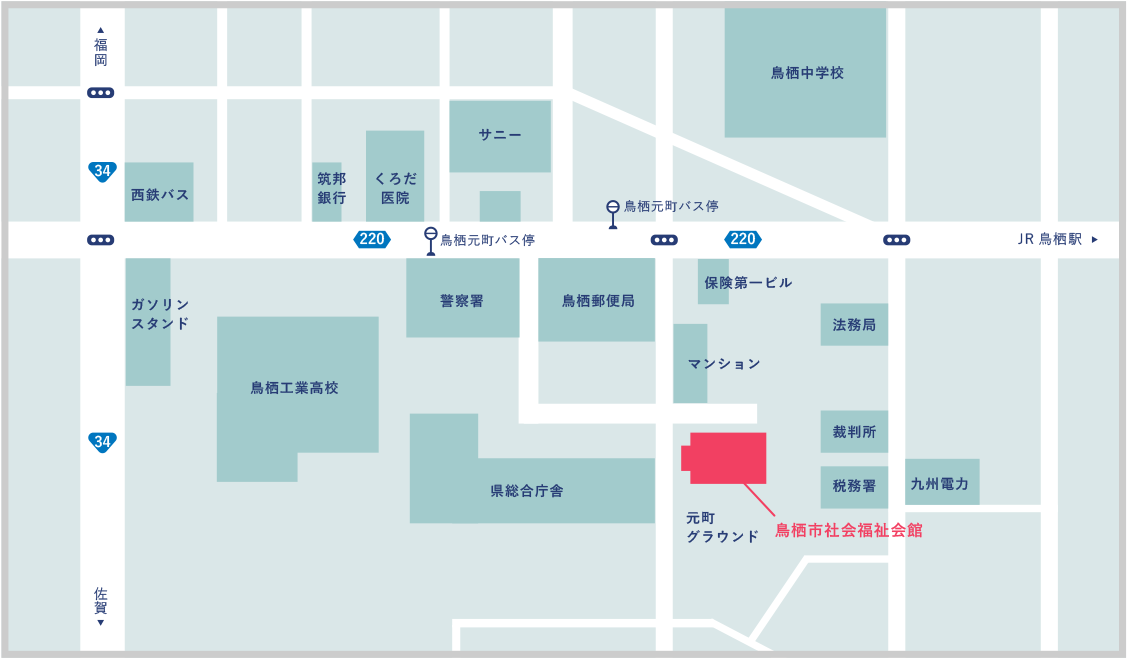 ▲
福
岡
鳥栖中学校
サニー
34
西鉄バス
筑邦
銀行
くろだ
医院
鳥栖元町バス停
220
鳥栖元町バス停
220
JR 鳥栖駅 ▶
ガソリン
スタンド
警察署
鳥栖郵便局
保険第一ビル
法務局
マンション
鳥栖工業高校
34
裁判所
県総合庁舎
税務署
九州電力
元町
グラウンド
鳥栖市社会福祉会館
佐
賀
▼